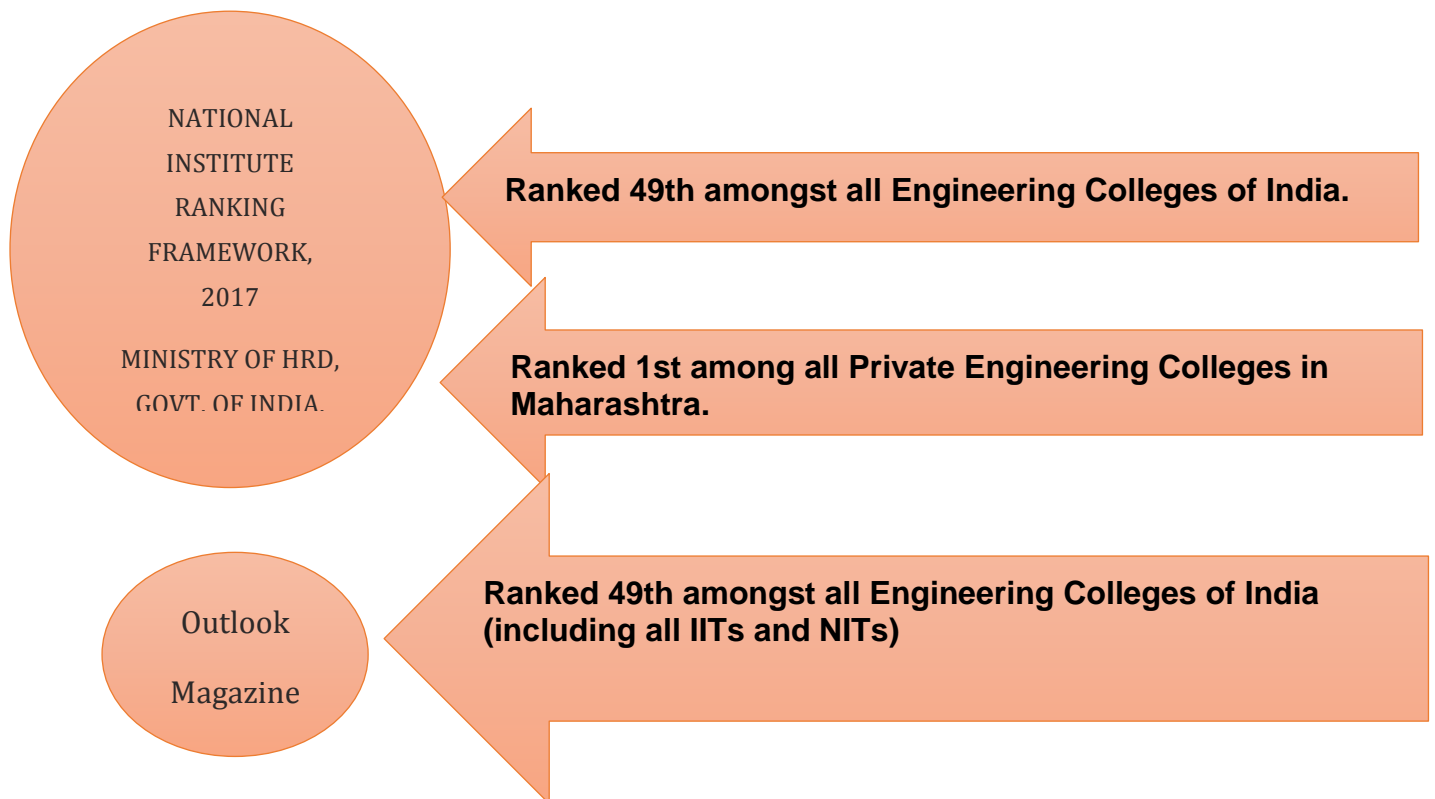 NATIONAL
INSTITUTE
RANKING
FRAMEWORK,
2017
MINISTRY OF HRD,
GOVT. OF INDIA.
Ranked 49th amongst all Engineering Colleges of India.
Ranked 1st among all Private Engineering Colleges in
Maharashtra.
Outlook
Magazine
Ranked 49th amongst all Engineering Colleges of India
(including all IITs and NITs)